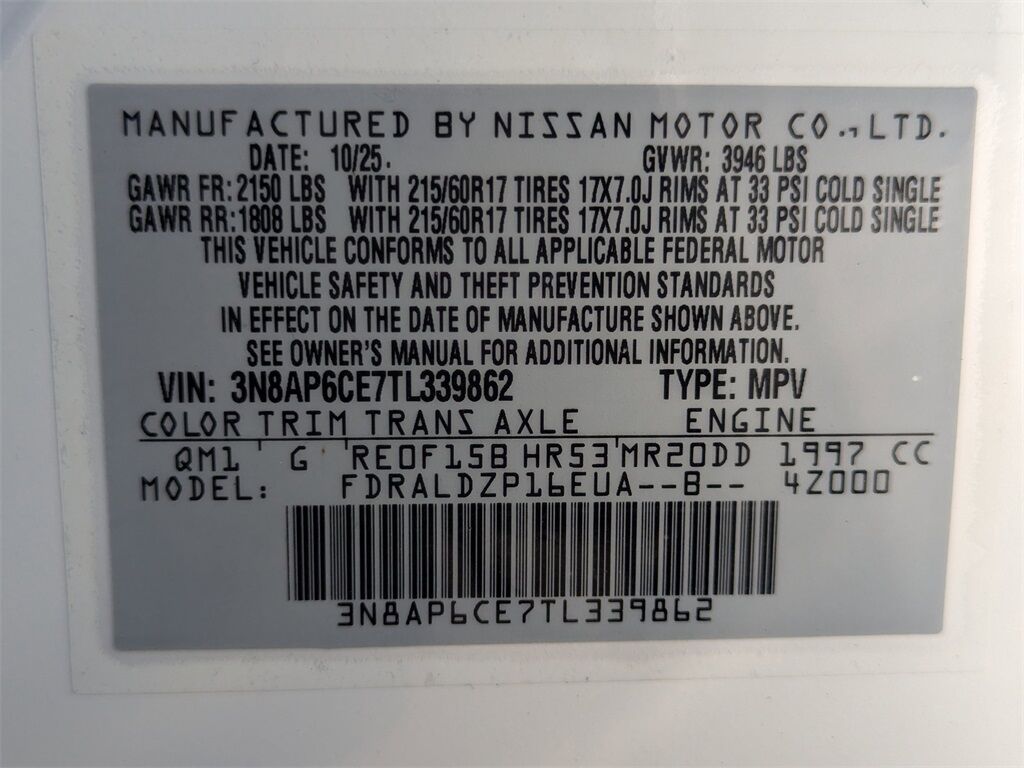 MANUFACTURED BY NISSAN MOTOR CO.,LTD.
DATE: 10/25. GVWR: 3946 LBS
GAWR FR: 2150 LBS WITH 215/60R17 TIRES 17X7.0J RIMS AT 33 PSI COLD SINGLE
GAWR RR: 1808 LBS WITH 215/60R17 TIRES 17X7.0J RIMS AT 33 PSI COLD SINGLE
THIS VEHICLE CONFORMS TO ALL APPLICABLE FEDERAL MOTOR
VEHICLE SAFETY AND THEFT PREVENTION STANDARDS
IN EFFECT ON THE DATE OF MANUFACTURE SHOWN ABOVE.
SEE OWNER'S MANUAL FOR ADDITIONAL INFORMATION.
VIN: 3N8AP6CE7TL339862 TYPE: MPV
COLOR TRIM TRANS AXLE ENGINE
QM1 G RE0F15B HR53 MR20DD 1997 CC
MODEL: FDRALDZP16EUA--B-- 4Z000
3N8AP6CE7TL339862